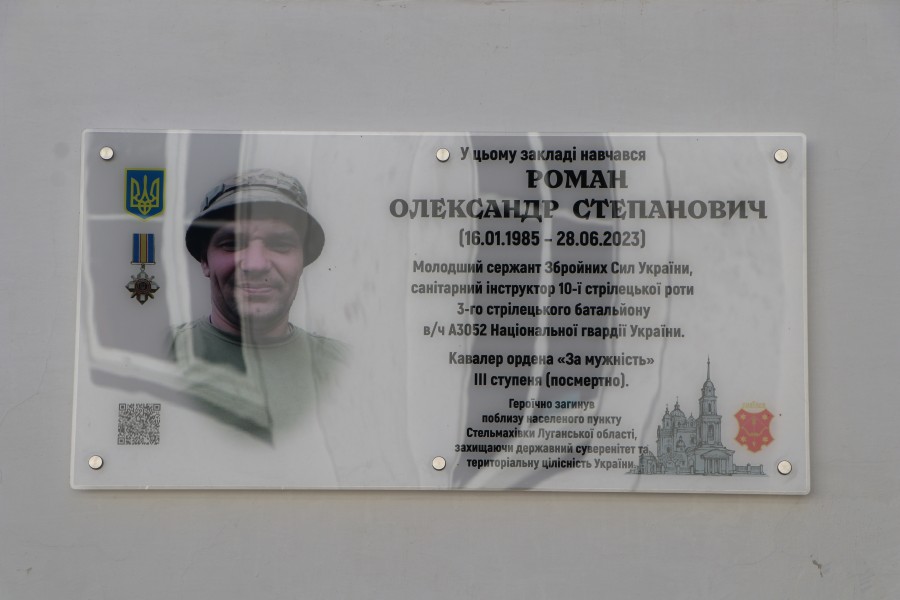 У цьому закладі навчався
РОМАН
ОЛЕКСАНДР СТЕПАНОВИЧ
(16.01.1985 – 28.06.2023)
Молодший сержант Збройних Сил України,
санітарний інструктор 10-ї стрілецької роти
3-го стрілецького батальйону
в/ч А3052 Національної гвардії України.
Кавалер ордена «За мужність»
ІІІ ступеня (посмертно).
Героїчно загинув
поблизу населеного пункту
Стельмахівки Луганської області,
захищаючи державний суверенітет та
територіальну цілісність України.